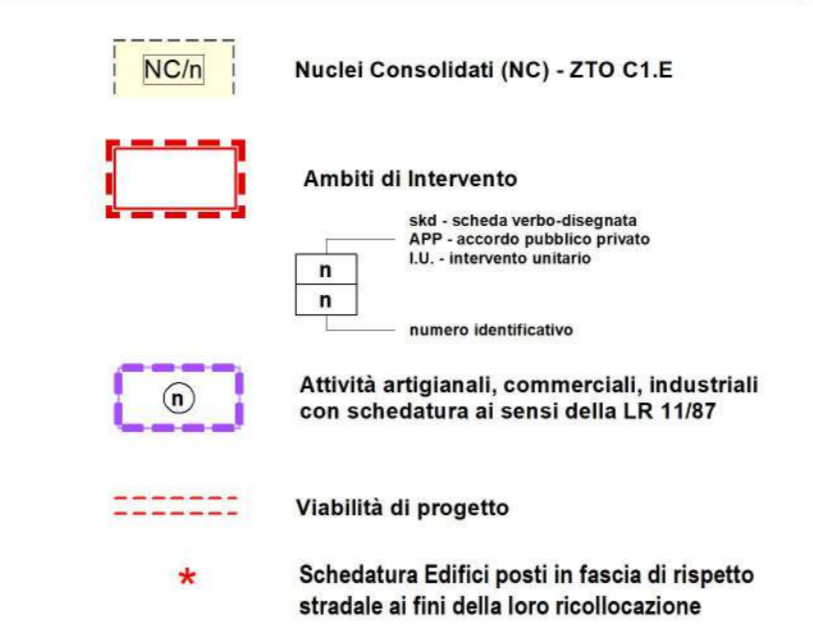 NC/n
Nuclei Consolidati (NC) - ZTO C1.E
Ambiti di Intervento
skd - scheda verbo-disegnata
APP - accordo pubblico privato
I.U. - intervento unitario
n
n
numero identificativo
n
Attività artigianali, commerciali, industriali
con schedatura ai sensi della LR 11/87
Viabilità di progetto
*
Schedatura Edifici posti in fascia di rispetto
stradale ai fini della loro ricollocazione